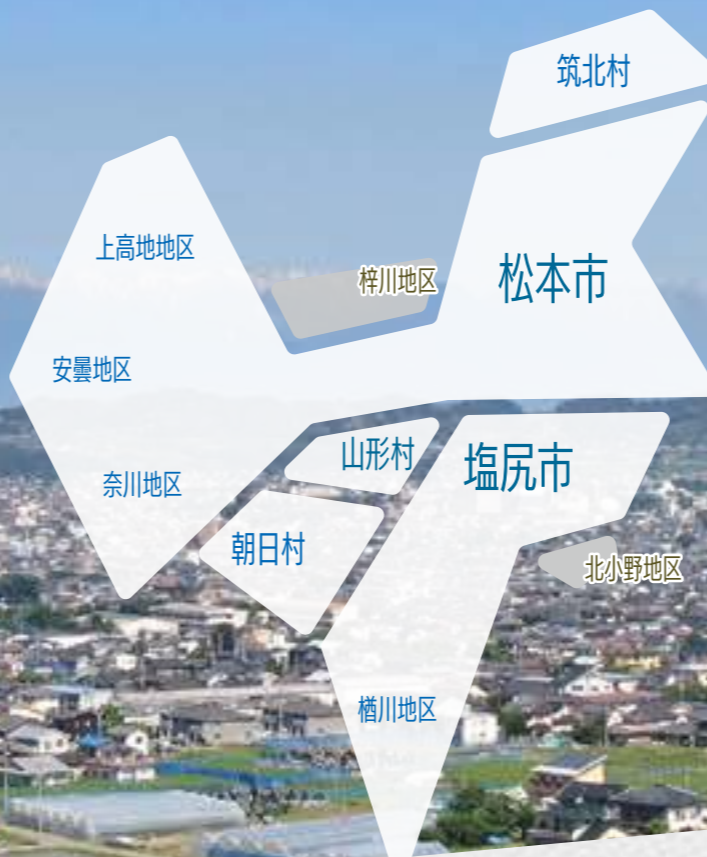 筑北村
上高地地区
梓川地区
松本市
安曇地区
山形村
塩尻市
奈川地区
朝日村
北小野地区
楢川地区